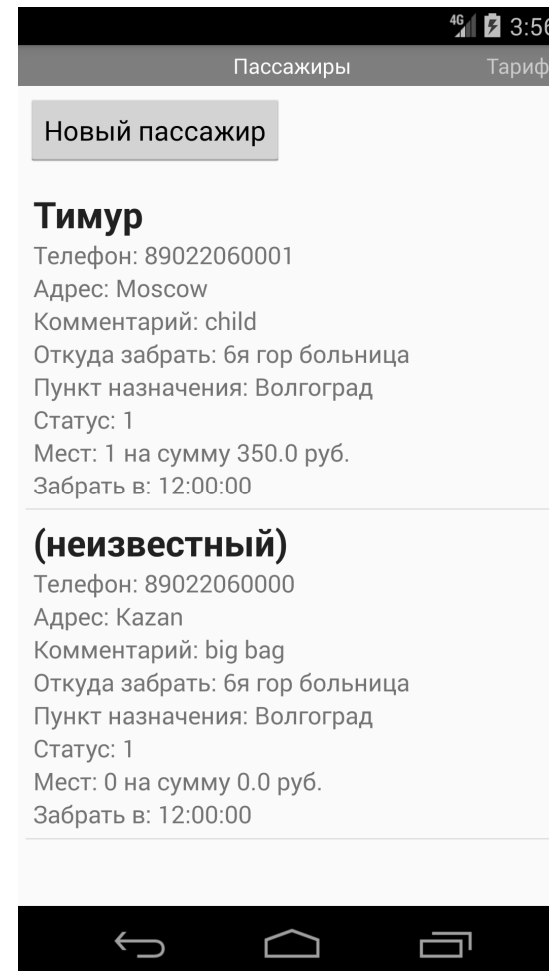 4G 3:56
Пассажиры Тариф
Новый пассажир
Тимур
Телефон: 89022060001
Адрес: Moscow
Комментарий: child
Откуда забрать: 6я гор больница
Пункт назначения: Волгоград
Статус: 1
Мест: 1 на сумму 350.0 руб.
Забрать в: 12:00:00
(неизвестный)
Телефон: 89022060000
Адрес: Kazan
Комментарий: big bag
Откуда забрать: 6я гор больница
Пункт назначения: Волгоград
Статус: 1
Мест: 0 на сумму 0.0 руб.
Забрать в: 12:00:00